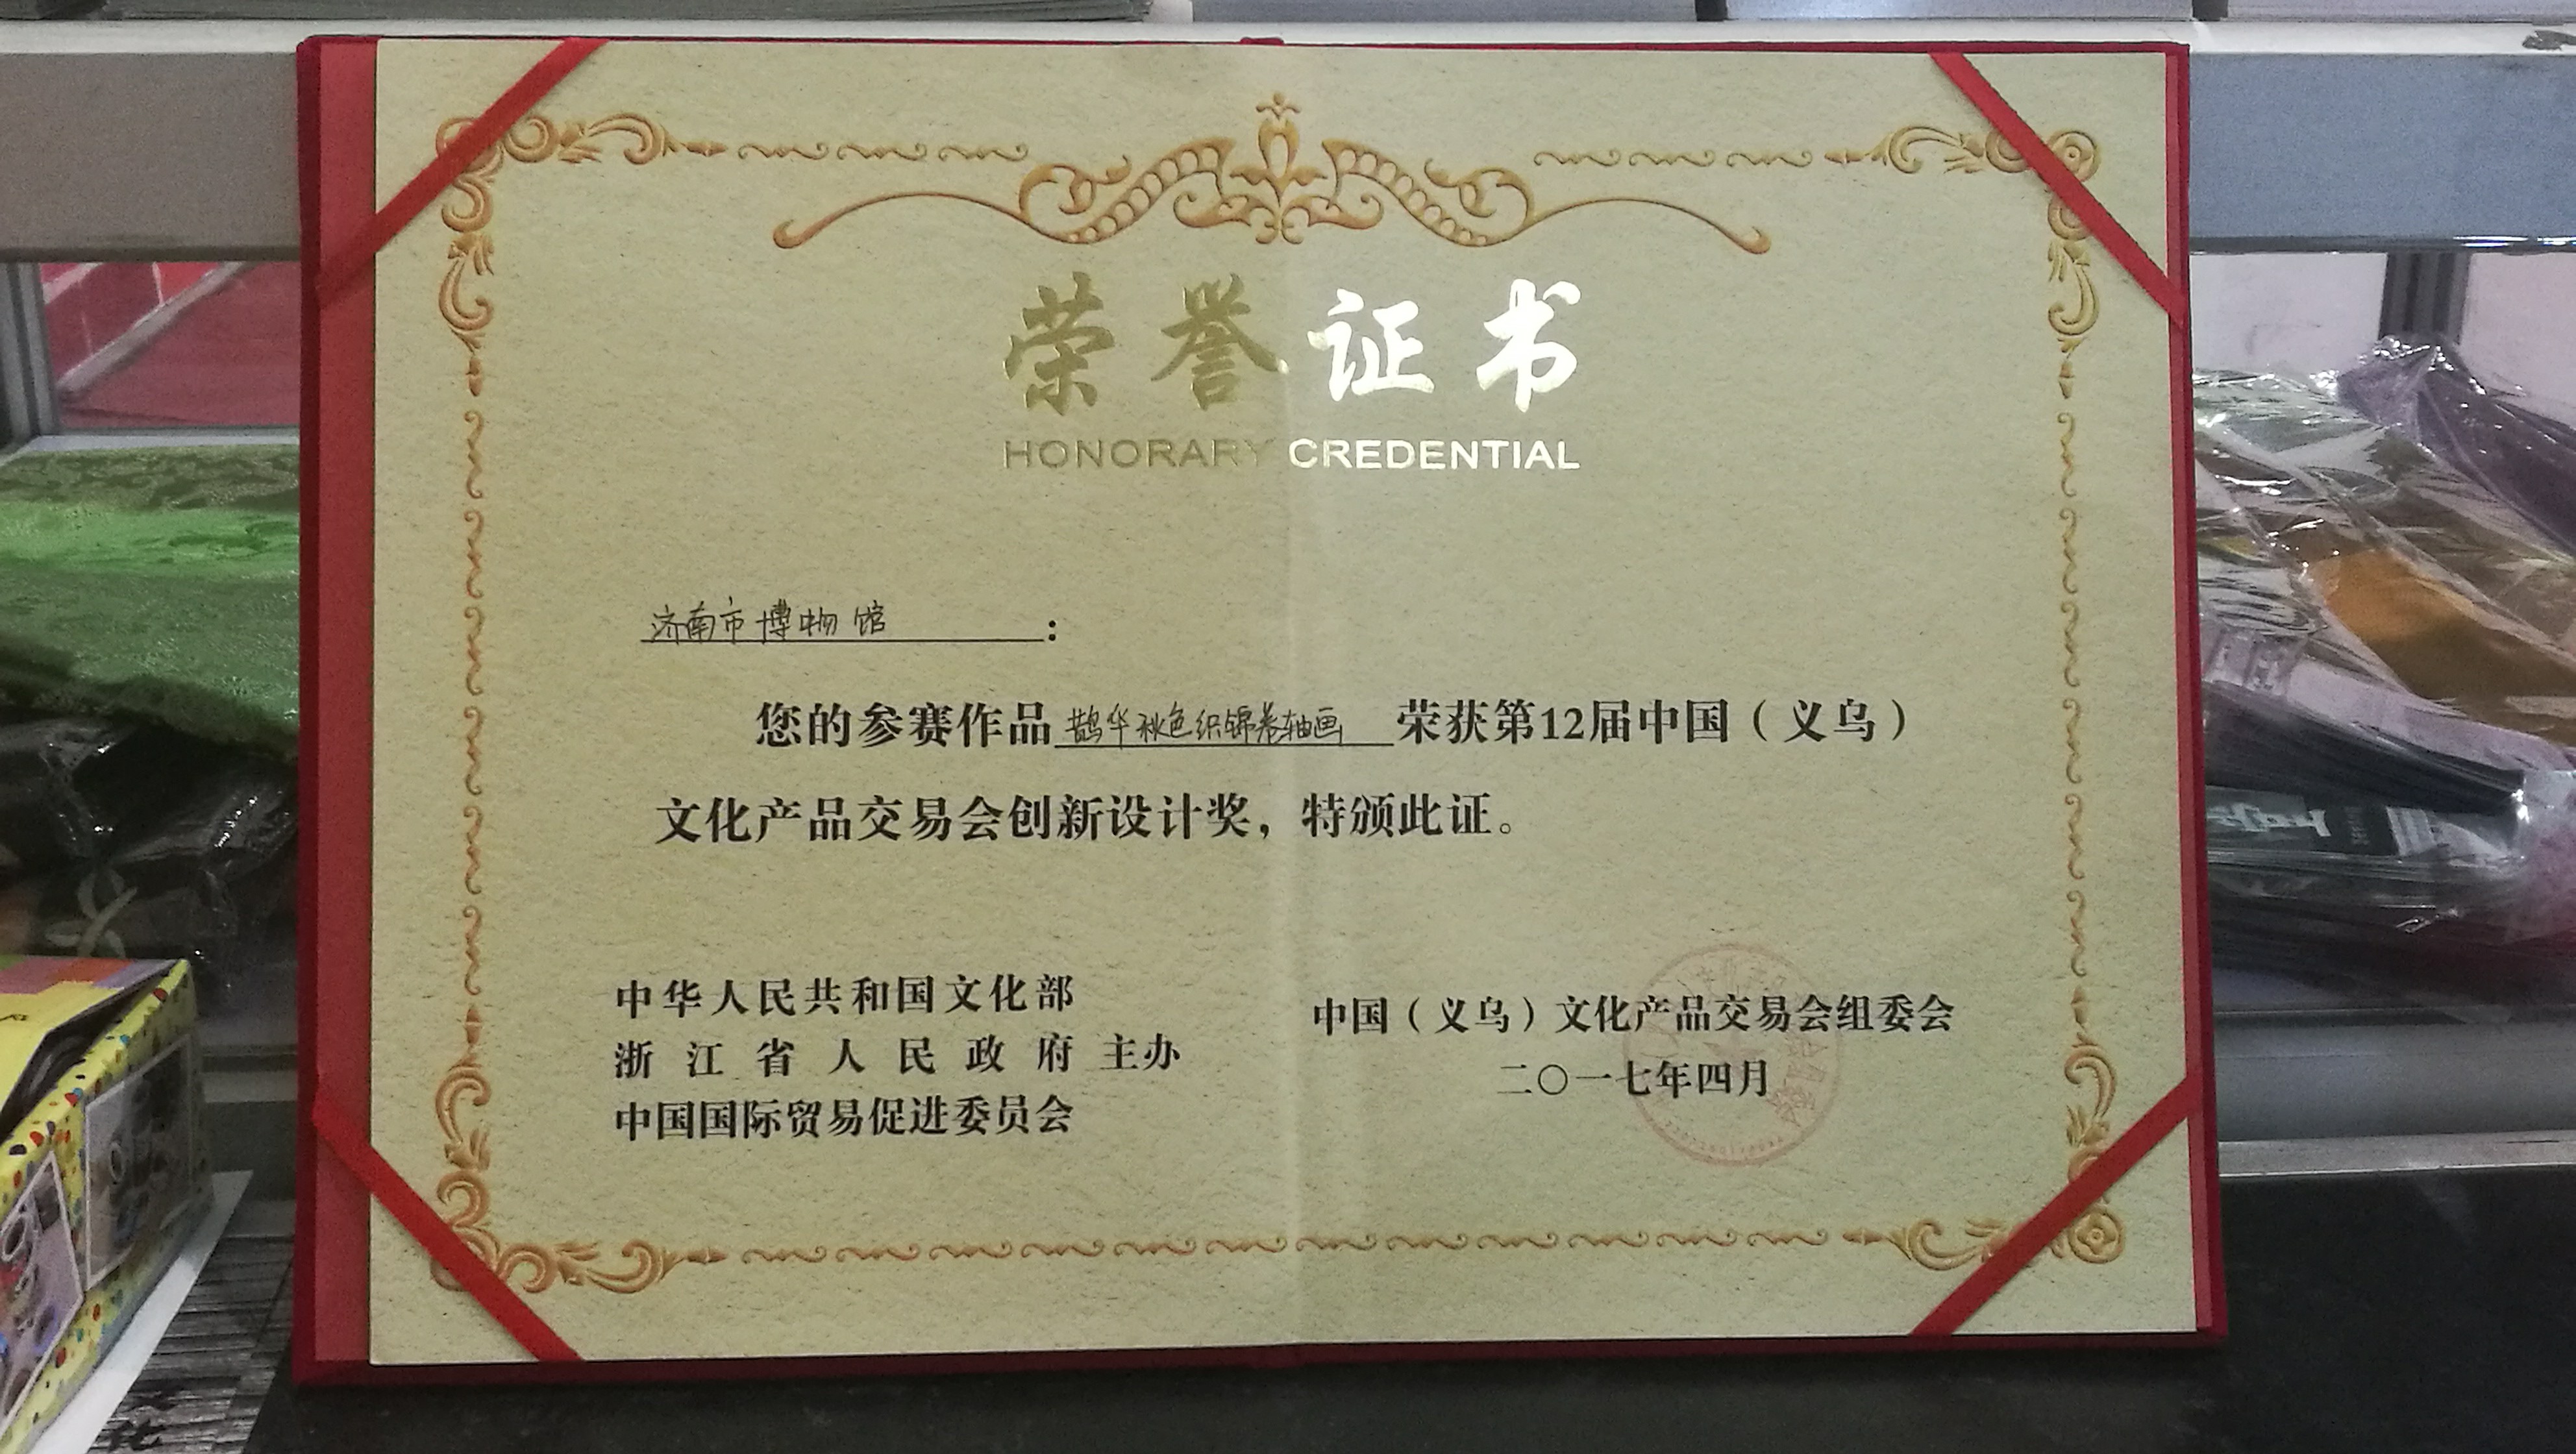 荣誉证书
HONORARY CREDENTIAL
济南市博物馆：
您的参赛作品鹊华秋色织锦卷轴画荣获第12届中国（义乌）
文化产品交易会创新设计奖，特颁此证。
中华人民共和国文化部
浙江省人民政府 主办
中国国际贸易促进委员会
中国（义乌）文化产品交易会组委会
二〇一七年四月